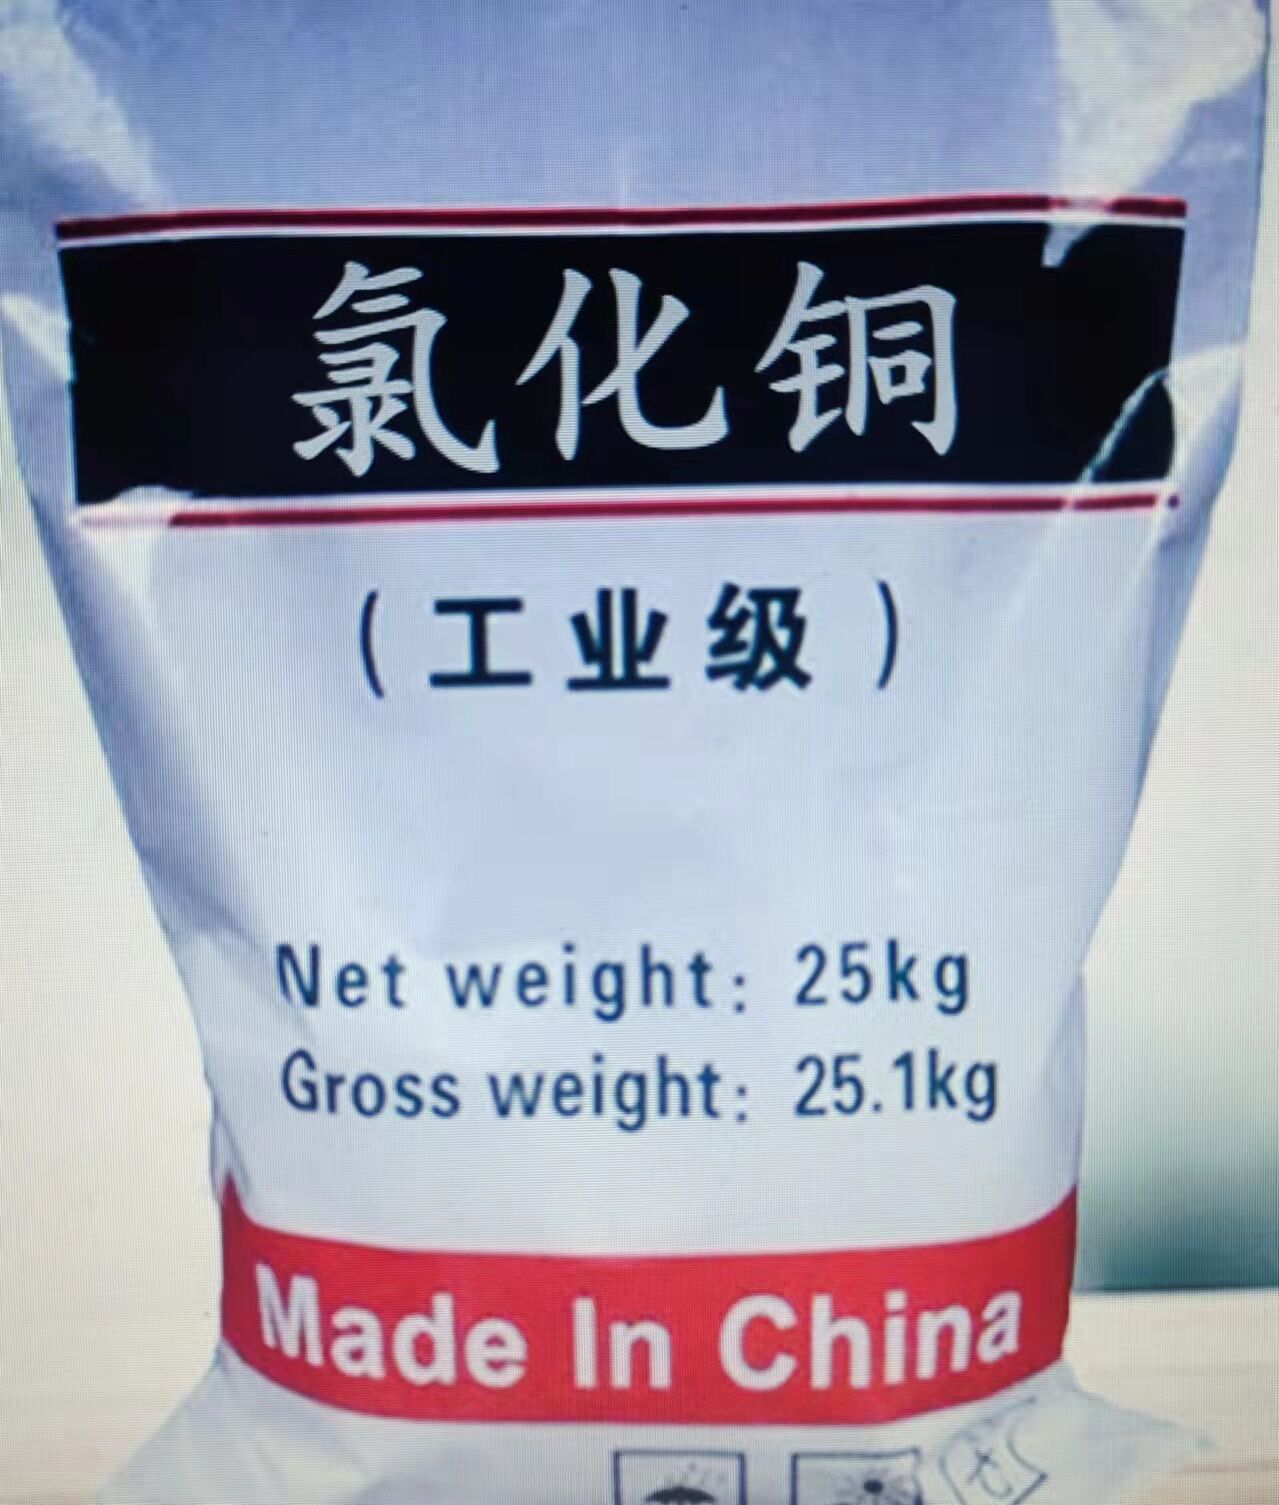 氯化铜
（工业级）
Net weight: 25kg
Gross weight: 25.1kg
Made In China